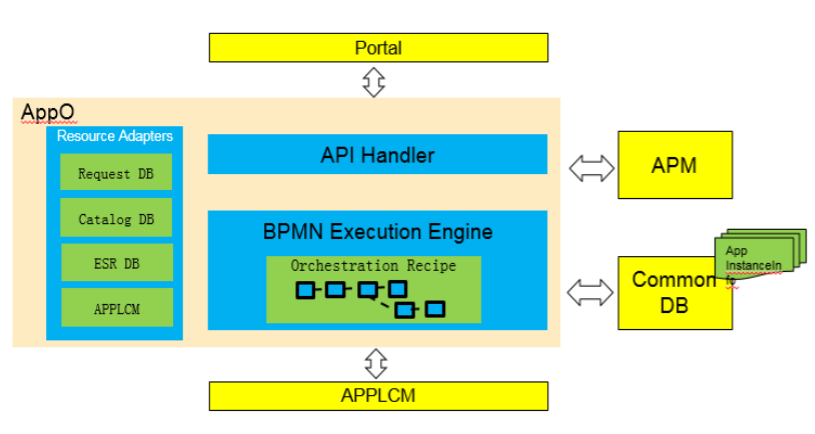 Portal
AppO
Resource Adapters
Request DB
Catalog DB
ESR DB
APPLCM
API Handler
BPMN Execution Engine
Orchestration Recipe
APM
App
InstanceIn
fo
Common
DB
APPLCM